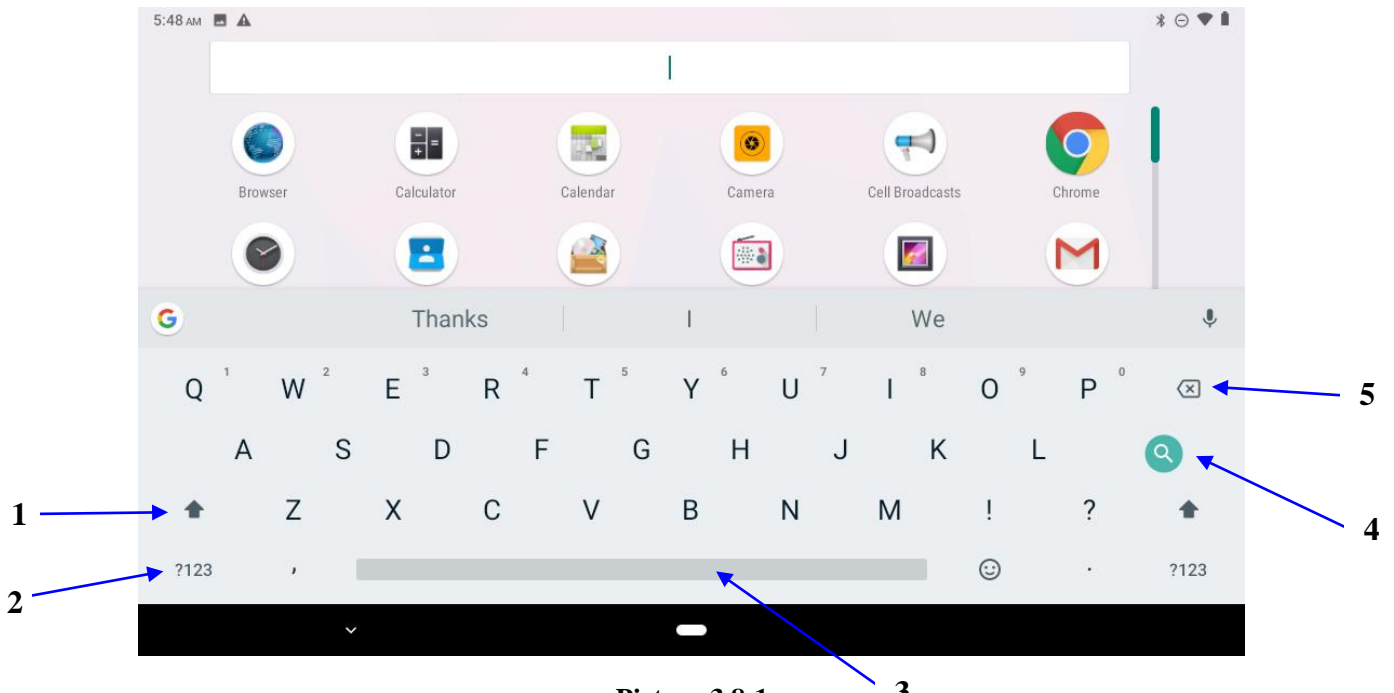 5:48 AM
Browser Calculator Calendar Camera Cell Broadcasts Chrome
Thanks I We
Q 1 W 2 E 3 R 4 T 5 Y 6 U 7 I 8 O 9 P 0
5
A S D F G H J K L
4
1
Z X C V B N M ! ?
2
?123 , . ?123
3
Picture 3.8.1